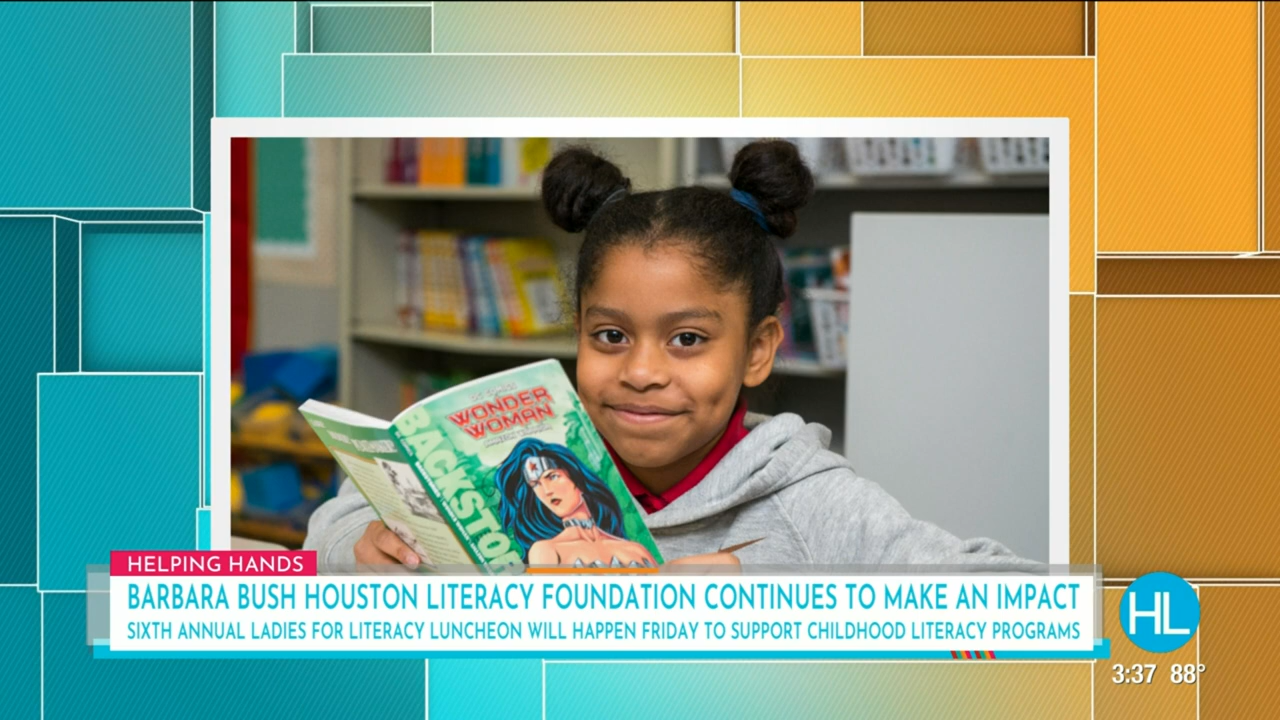 WONDER
WOMAN
BACKSTOR
HELPING HANDS
BARBARA BUSH HOUSTON LITERACY FOUNDATION CONTINUES TO MAKE AN IMPACT
SIXTH ANNUAL LADIES FOR LITERACY LUNCHEON WILL HAPPEN FRIDAY TO SUPPORT CHILDHOOD LITERACY PROGRAMS
HL
3:37 88°